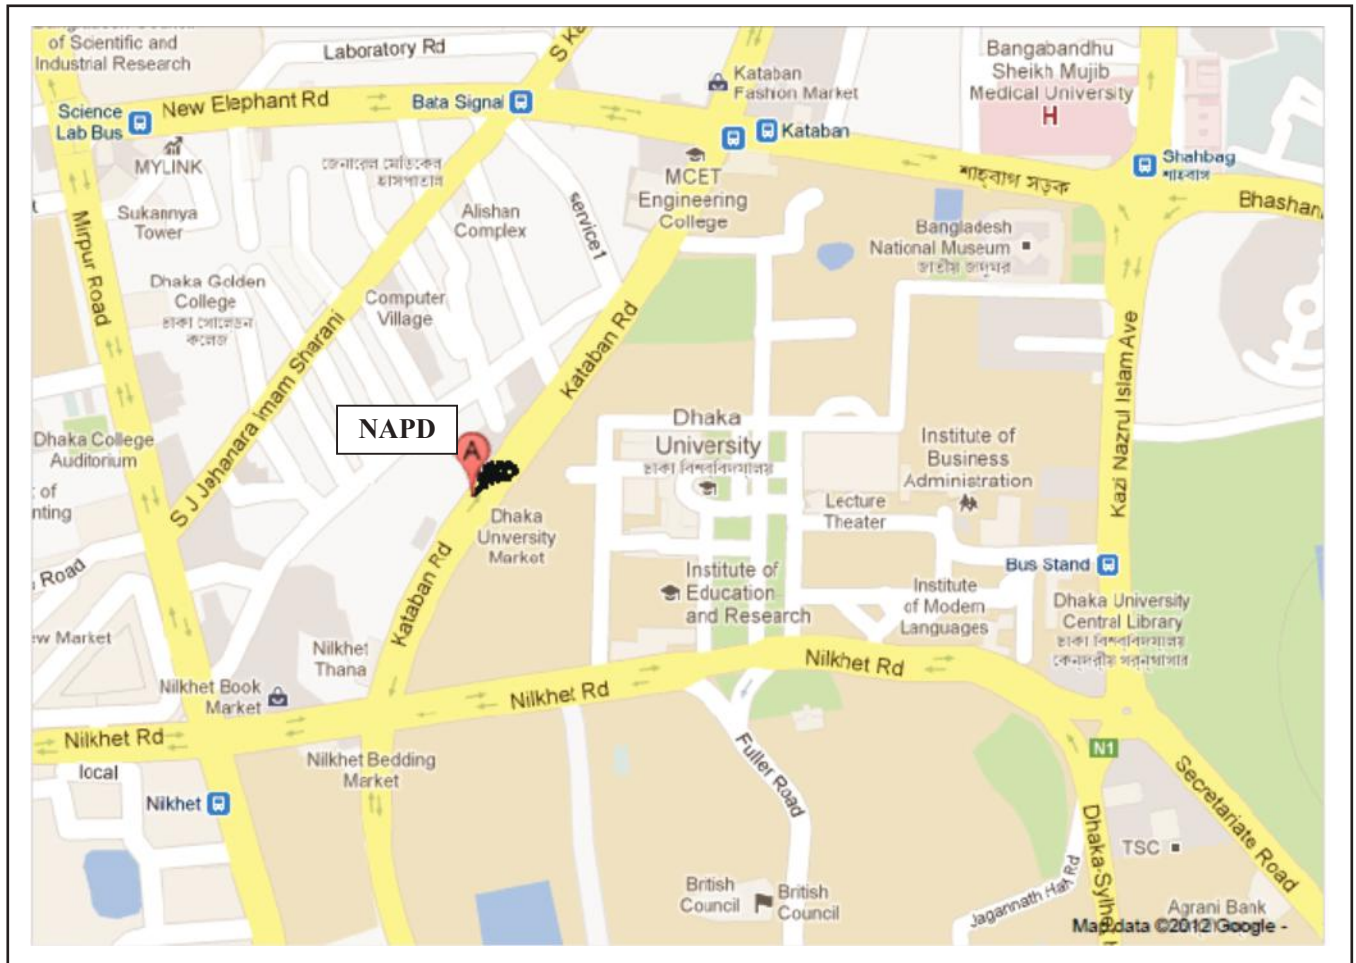 of Scientific and
Industrial Research
Laboratory Rd
Kataban
Fashion Market
Bangabandhu
Sheikh Mujib
Medical University
H
Science
Lab Bus
New Elephant Rd
Bata Signal
Kataban
Shahbag
শাহবাগ
শাহবাগ সড়ক
Bhashan
MYLINK
জেনারেল মেডিকেল
হাসপাতাল
MCET
Engineering
College
service1
Sukannya
Tower
Alishan
Complex
Bangladesh
National Museum
জাতীয় জাদুঘর
Mirpur Road
Dhaka Golden
College
ঢাকা গোল্ডেন
কলেজ
Computer
Village
Kataban Rd
Kazi Nazrul Islam Ave
S J Jahanara Imam Sharani
NAPD
A
Dhaka
University
ঢাকা বিশ্ববিদ্যালয়
Institute of
Business
Administration
Dhaka College
Auditorium
of
nting
Dhaka
University
Market
Lecture
Theater
Road
Kataban Rd
Institute of
Education
and Research
Bus Stand
Institute
of Modern
Languages
Dhaka University
Central Library
ঢাকা বিশ্ববিদ্যালয়
ew Market
Nilkhet
Thana
Nilkhet Rd
Nilkhet Book
Market
Nilkhet Rd
Nilkhet Rd
local
Nilkhet Bedding
Market
Fuller Road
N1
Secretariate Road
Nilkhet
Dhaka-Sylhet
TSC
British
Council
British
Council
Jagannath Hall Rd
Agrani Bank
Map data ©2012 Google -